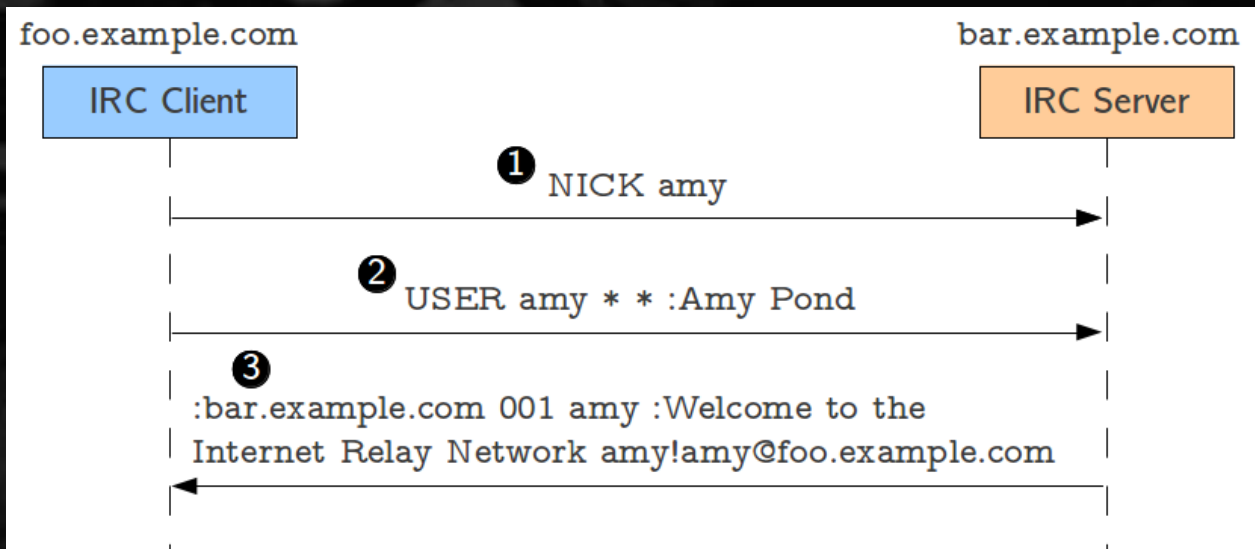 foo.example.com
bar.example.com
IRC Client
IRC Server
1 NICK amy
2 USER amy * * :Amy Pond
3
:bar.example.com 001 amy :Welcome to the
Internet Relay Network amy!amy@foo.example.com